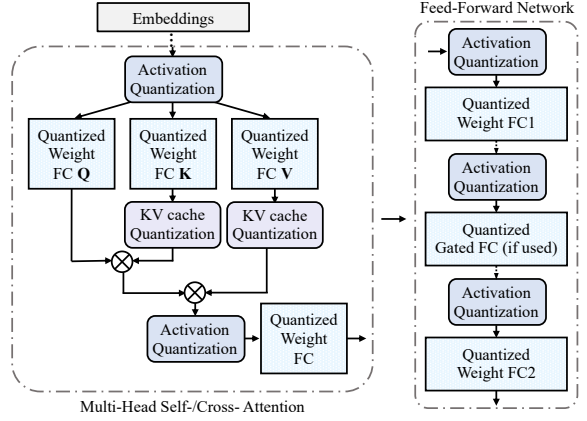 Embeddings
Activation
Quantization
Quantized
Weight
FC Q
Quantized
Weight
FC K
Quantized
Weight
FC V
KV cache
Quantization
KV cache
Quantization
Activation
Quantization
Quantized
Weight
FC
Multi-Head Self-/Cross- Attention
Feed-Forward Network
Activation
Quantization
Quantized
Weight FC1
Activation
Quantization
Quantized
Gated FC (if used)
Activation
Quantization
Quantized
Weight FC2